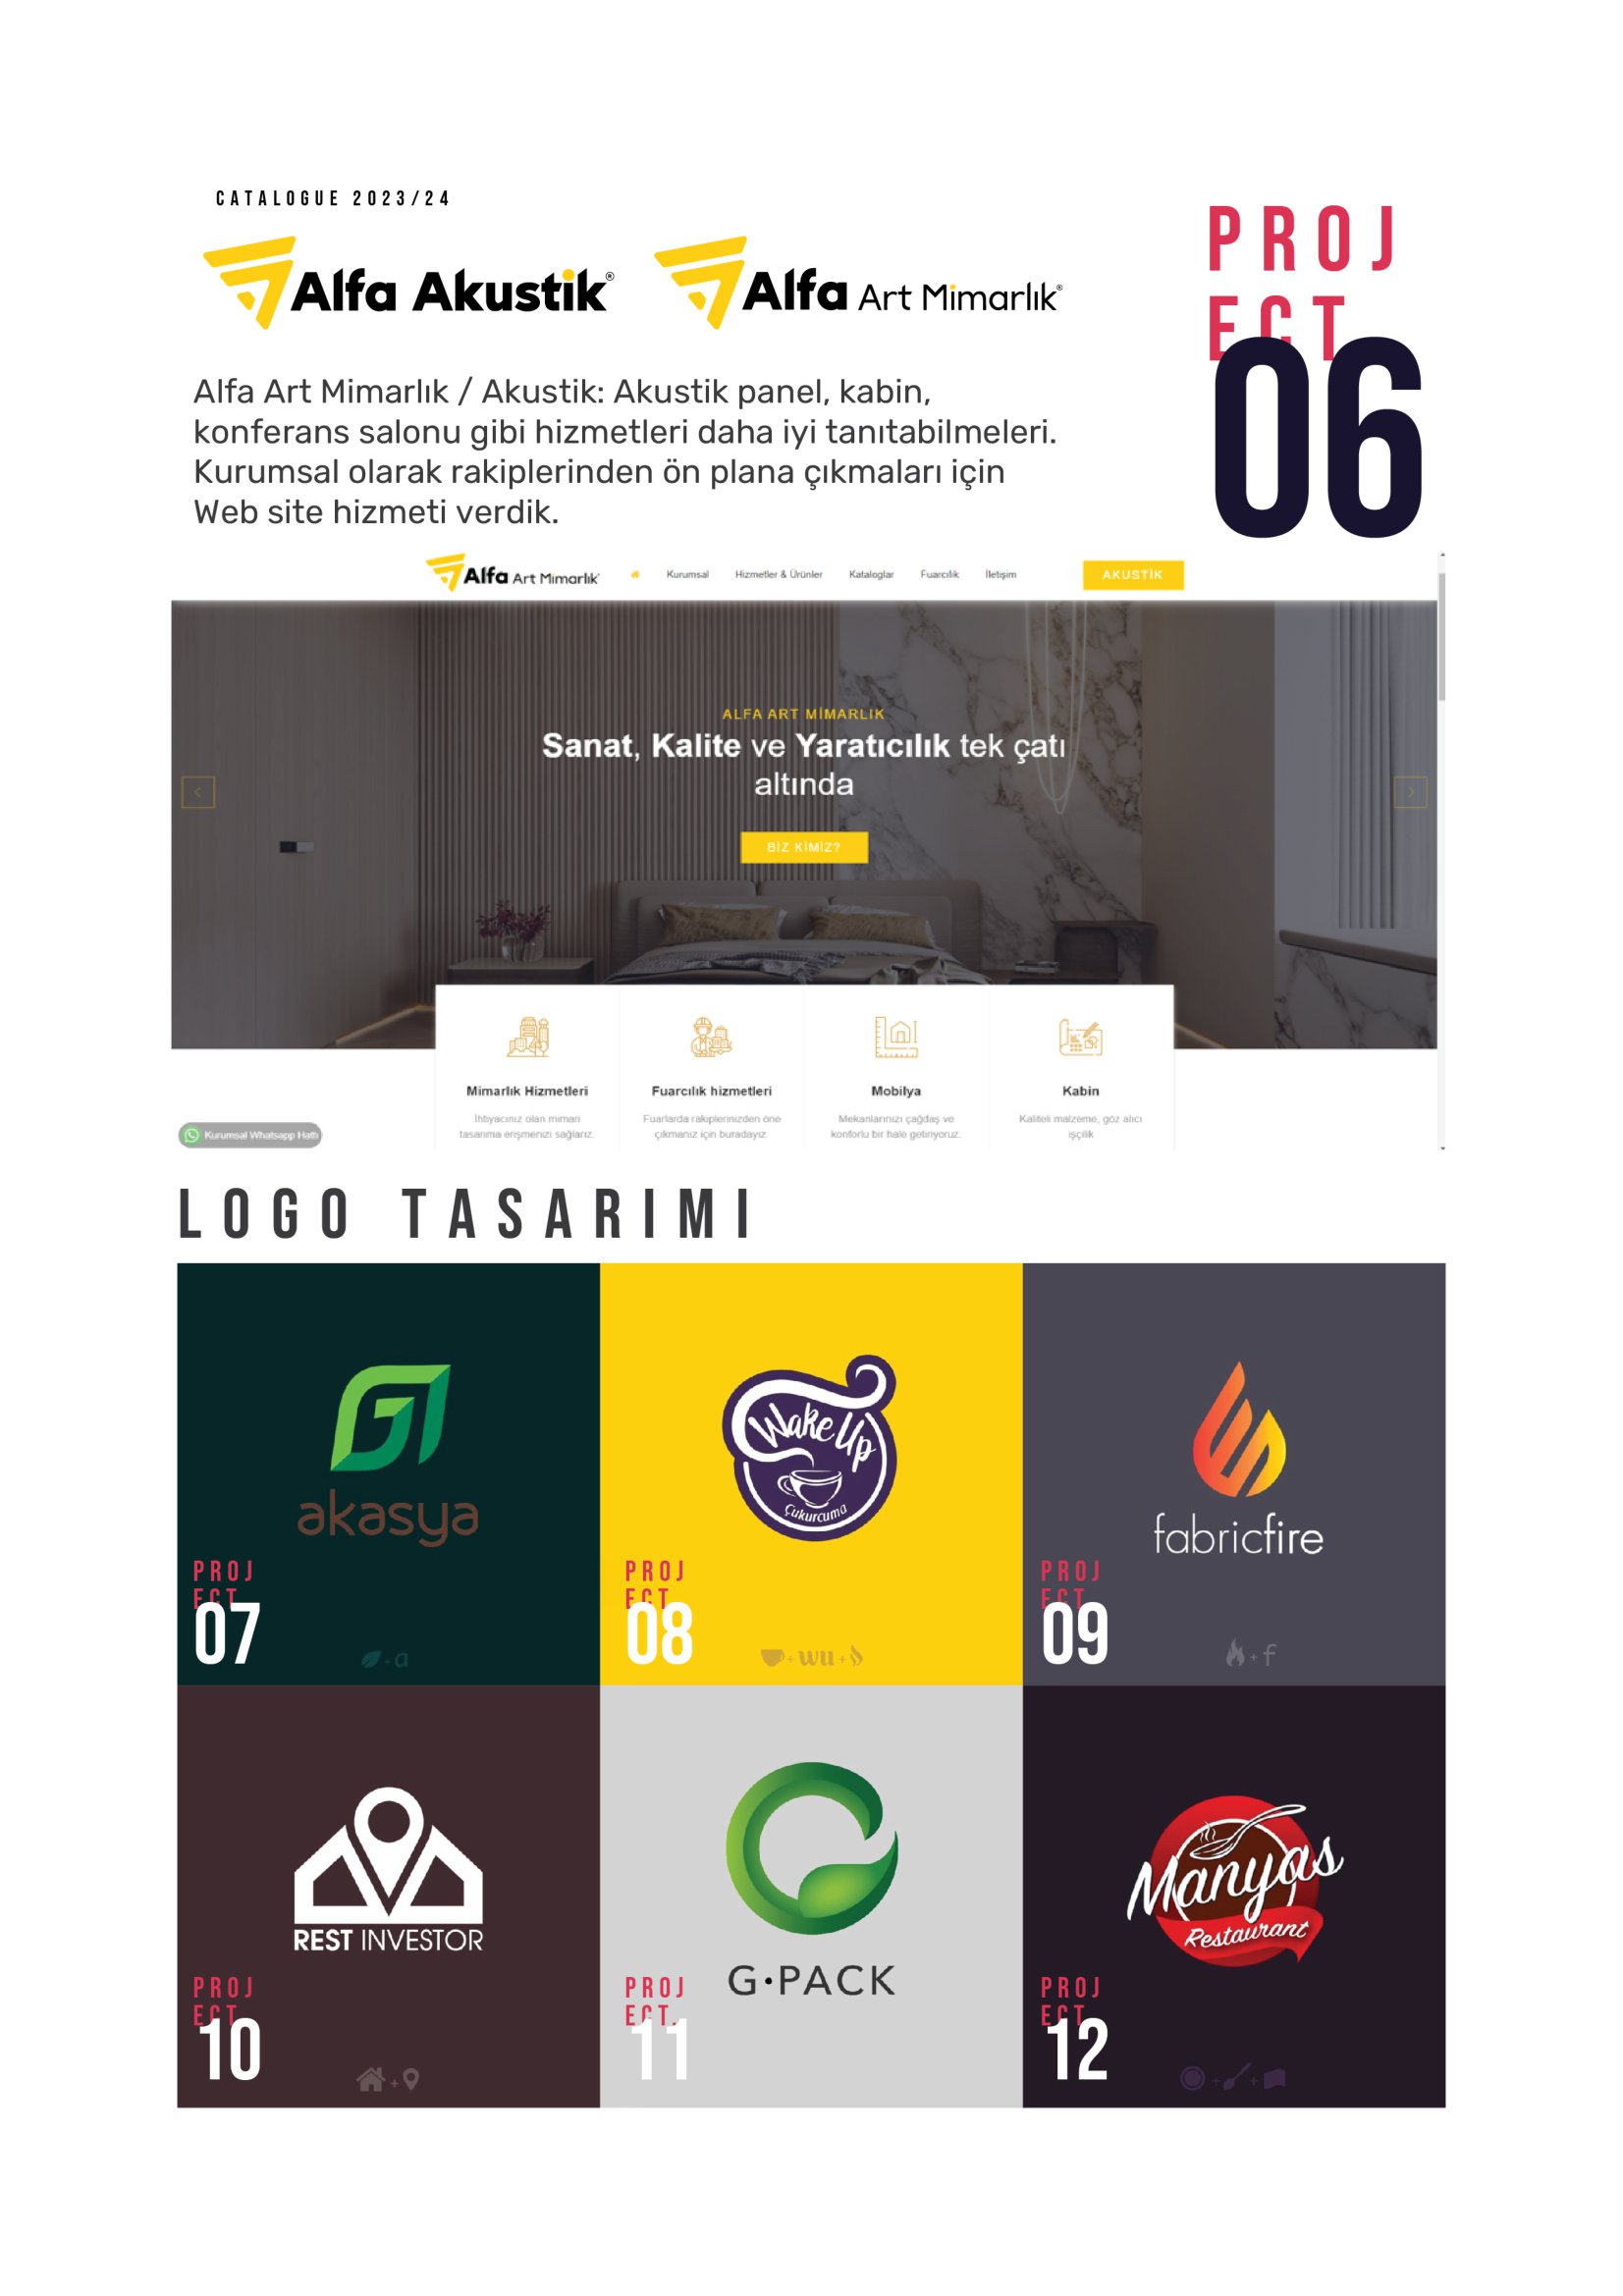 CATALOGUE 2023/24
Alfa Akustik®
Alfa Art Mimarlık®
PROJ
ECT
06
Alfa Art Mimarlık / Akustik: Akustik panel, kabin,
konferans salonu gibi hizmetleri daha iyi tanıtabilmeleri.
Kurumsal olarak rakiplerinden ön plana çıkmaları için
Web site hizmeti verdik.
Alfa Art Mimarlık
Kurumsal
Hizmetler & Ürünler
Kataloglar
Fuarcılık
İletişim
AKUSTİK
ALFA ART MİMARLIK
Sanat, Kalite ve Yaratıcılık tek çatı
altında
BİZ KİMİZ?
Mimarlık Hizmetleri
İhtiyacınız olan mimari
tasarıma erişmenizi sağlarız.
Fuarcılık hizmetleri
Fuarlarda rakiplerinizden öne
çıkmanız için buradayız.
Mobilya
Mekanlarınızı çağdaş ve
konforlu bir hale getiriyoruz.
Kabin
Kaliteli malzeme, göz alıcı
işçilik
Kurumsal Whatsapp Hattı
LOGO TASARIMI
akasya
PROJ
ECT
07
+ a
Wake Up
Çukurcuma
PROJ
ECT
08
+ wu +
fabricfire
PROJ
ECT
09
+ f
REST INVESTOR
PROJ
ECT
10
+
G·PACK
PROJ
ECT
11
Manyas
Restaurant
PROJ
ECT
12
+ +